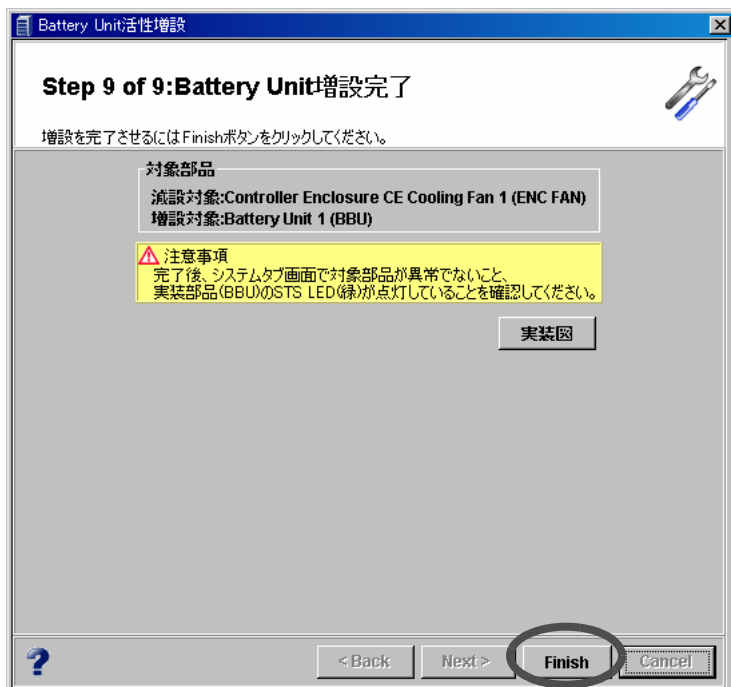 Battery Unit活性増設
Step 9 of 9:Battery Unit増設完了
増設を完了させるにはFinishボタンをクリックしてください。
対象部品
減設対象:Controller Enclosure CE Cooling Fan 1 (ENC FAN)
増設対象:Battery Unit 1 (BBU)
注意事項
完了後、システムタブ画面で対象部品が異常でないこと、
実装部品(BBU)のSTS LED(緑)が点灯していることを確認してください。
実装図
?
< Back
Next >
Finish
Cancel